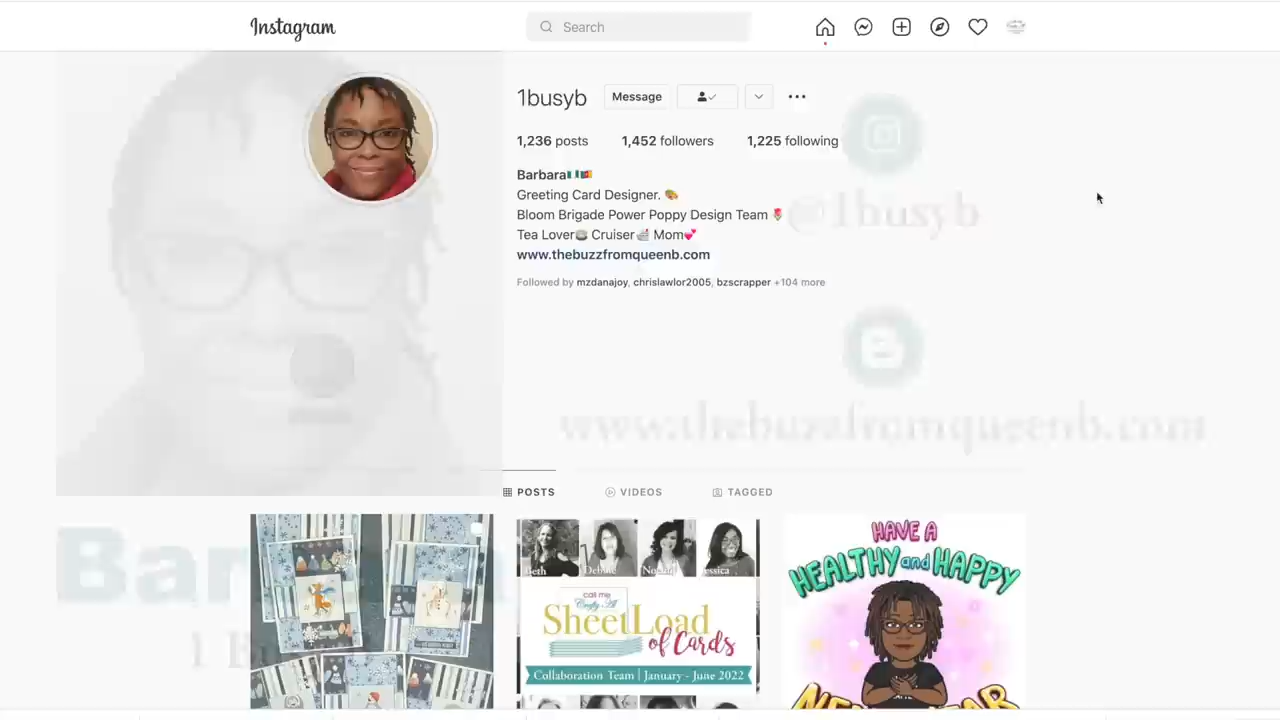 Instagram
Search
1busyb
Message
1,236 posts 1,452 followers 1,225 following
Barbara
Greeting Card Designer.
Bloom Brigade Power Poppy Design Team
Tea Lover Cruiser Mom
www.thebuzzfromqueenb.com
Followed by mzdanajoy, chrislawlor2005, bzscrapper +104 more
@1busyb
www.thebuzzfromqueenb.com
POSTS VIDEOS TAGGED
Bar
Beth
call me
Crafty Al
SheetLoad
of Cards
Collaboration Team | January - June 2022
HAVE A
HEALTHY and HAPPY